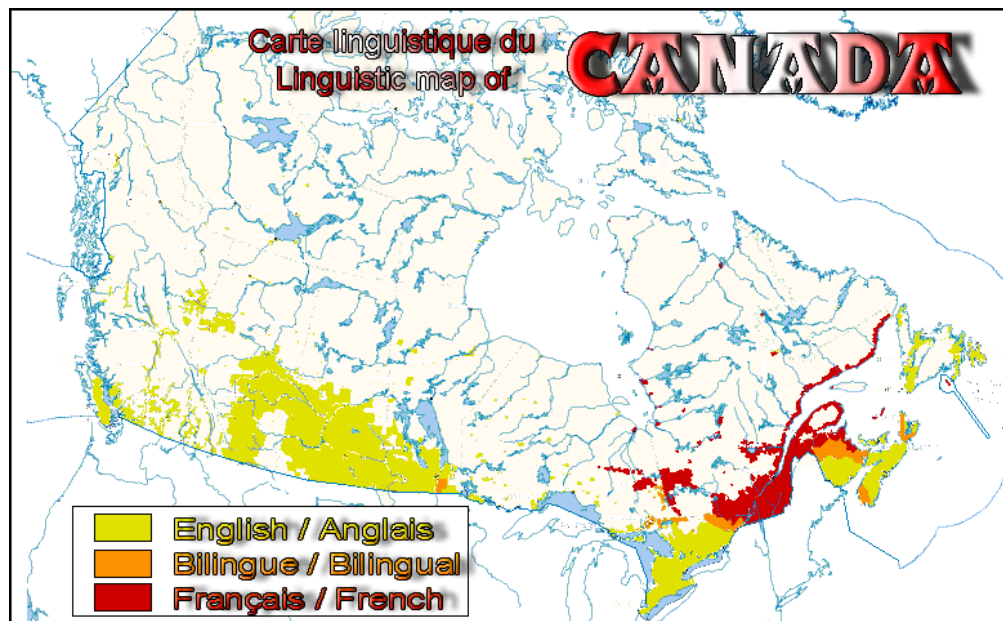 Carte linguistique du
Linguistic map of
CANADA
English / Anglais
Bilingue / Bilingual
Français / French